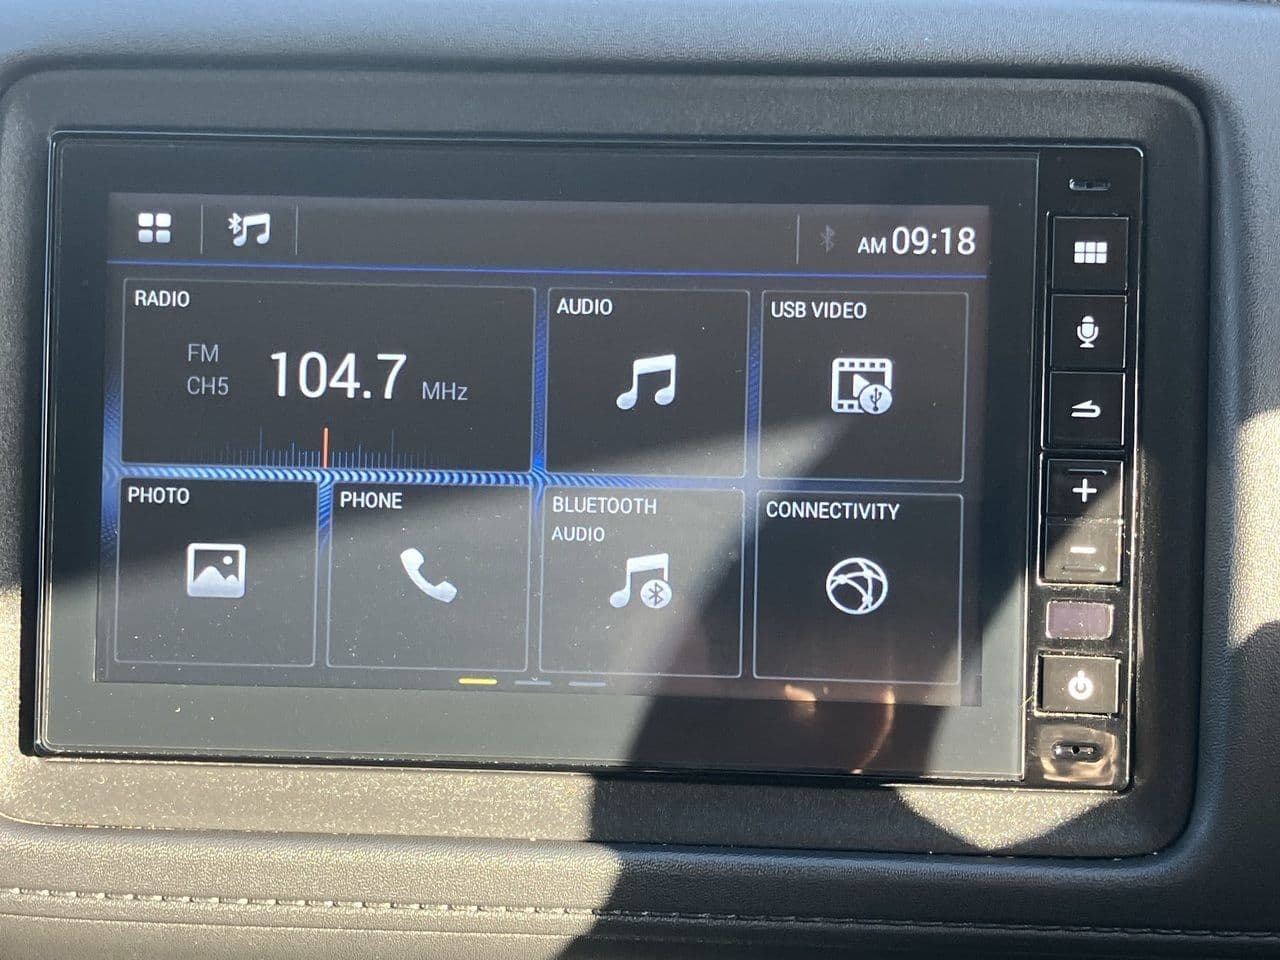 AM 09:18
RADIO
FM
CH5
104.7 MHz
AUDIO
USB VIDEO
PHOTO
PHONE
BLUETOOTH
AUDIO
CONNECTIVITY